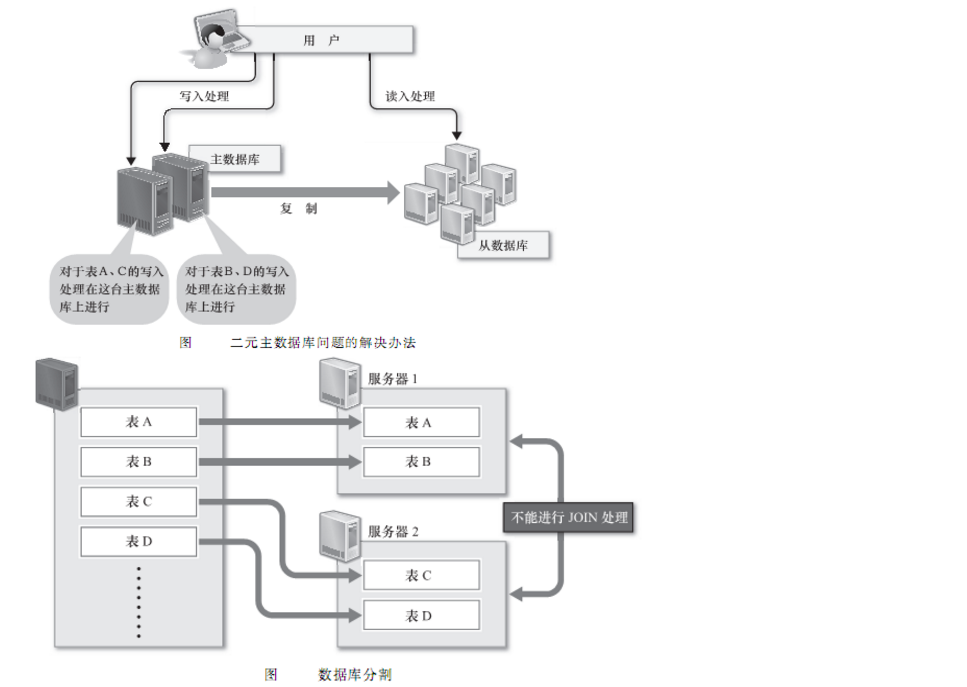 用 户
写入处理
读入处理
主数据库
复 制
从数据库
对于表A、C的写入
处理在这台主数据
库上进行
对于表B、D的写入
处理在这台主数据
库上进行
图 二元主数据库问题的解决办法
服务器 1
表 A
表 B
表 C
表 D
表 A
表 B
不能进行 JOIN 处理
服务器 2
表 C
表 D
图 数据库分割